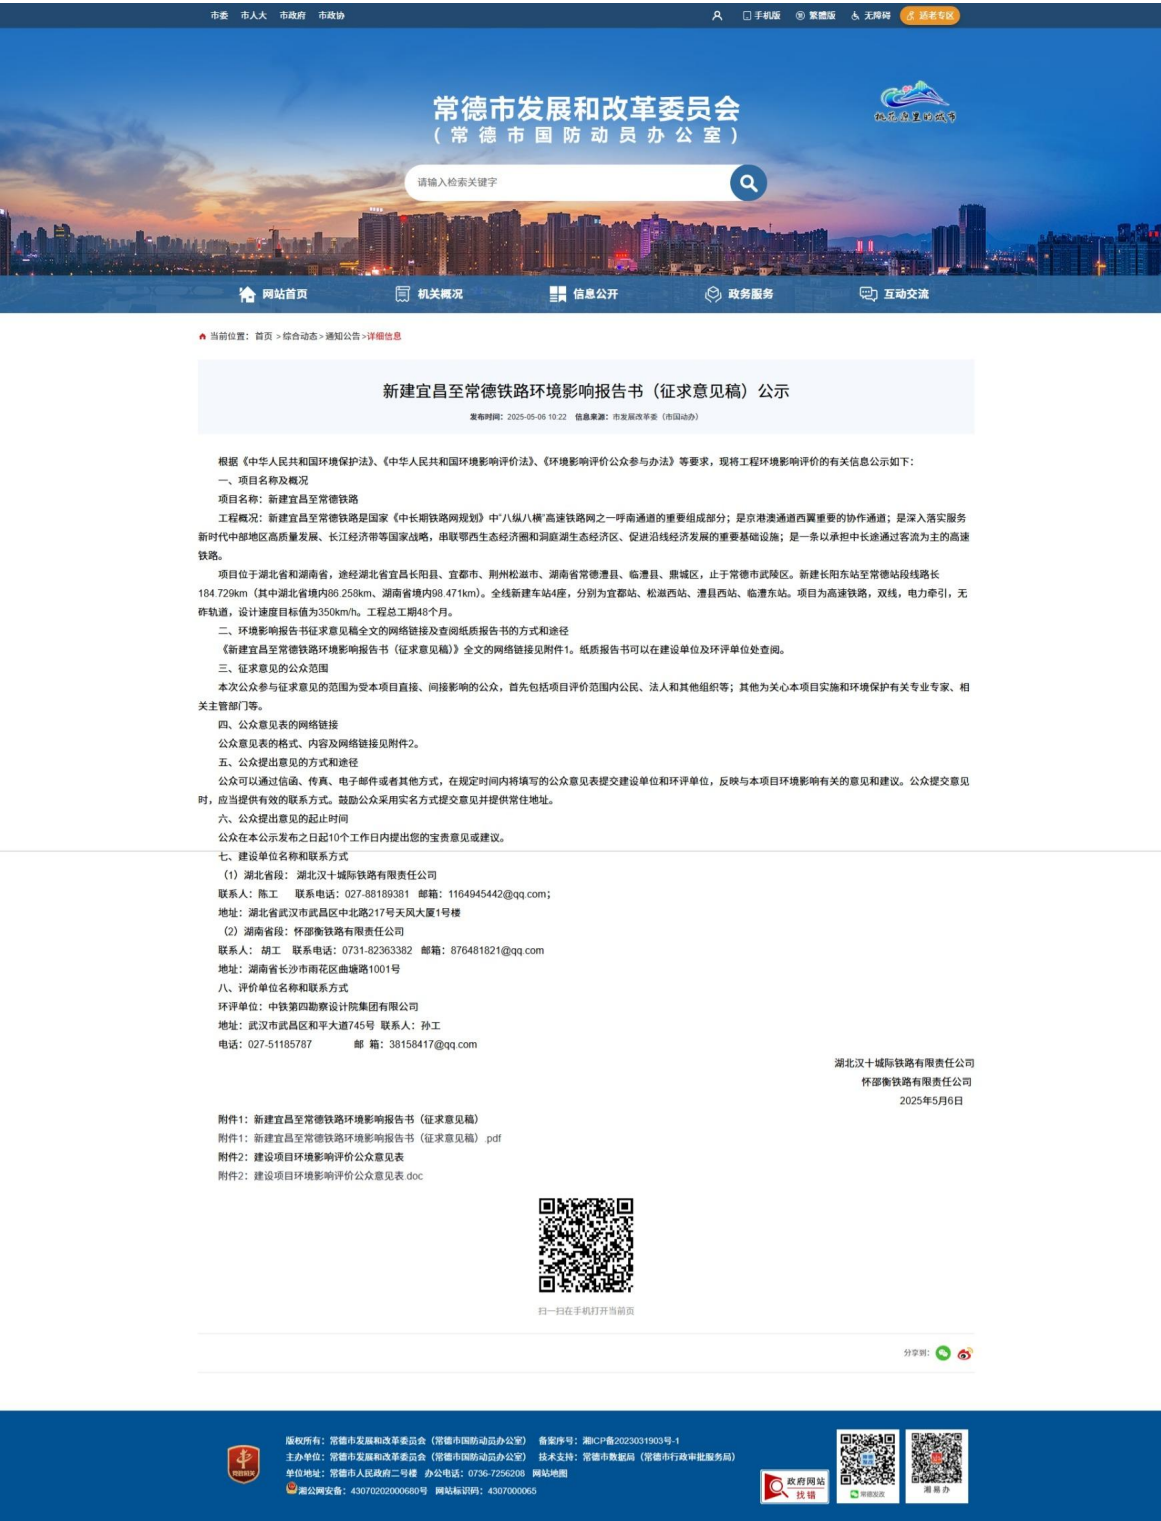 市委 市人大 市政府 市政协
手机版 繁體版 无障碍 适老专区
常德市发展和改革委员会
(常德市国防动员办公室)
桃花源里的城市
请输入检索关键字
网站首页 机关概况 信息公开 政务服务 互动交流
当前位置: 首页 >综合动态>通知公告>详细信息
新建宜昌至常德铁路环境影响报告书（征求意见稿）公示
发布时间：2025-05-06 10:22 信息来源：市发展改革委（市国动办）
根据《中华人民共和国环境保护法》、《中华人民共和国环境影响评价法》、《环境影响评价公众参与办法》等要求，现将工程环境影响评价的有关信息公示如下：
一、项目名称及概况
项目名称：新建宜昌至常德铁路
工程概况：新建宜昌至常德铁路是国家《中长期铁路网规划》中"八纵八横"高速铁路网之一呼南通道的重要组成部分；是京港澳通道西翼重要的协作通道；是深入落实服务
新时代中部地区高质量发展、长江经济带等国家战略，串联鄂西生态经济圈和洞庭湖生态经济区、促进沿线经济发展的重要基础设施；是一条以承担中长途通过客流为主的高速
铁路。
项目位于湖北省和湖南省，途经湖北省宜昌长阳县、宜都市、荆州松滋市、湖南省常德澧县、临澧县、鼎城区，止于常德市武陵区。新建长阳东站至常德站段线路长
184.729km（其中湖北省境内86.258km、湖南省境内98.471km）。全线新建车站4座，分别为宜都站、松滋西站、澧县西站、临澧东站。项目为高速铁路，双线，电力牵引，无
砟轨道，设计速度目标值为350km/h。工程总工期48个月。
二、环境影响报告书征求意见稿全文的网络链接及查阅纸质报告书的方式和途径
《新建宜昌至常德铁路环境影响报告书（征求意见稿）》全文的网络链接见附件1。纸质报告书可以在建设单位及环评单位处查阅。
三、征求意见的公众范围
本次公众参与征求意见的范围为受本项目直接、间接影响的公众，首先包括项目评价范围内公民、法人和其他组织等；其他为关心本项目实施和环境保护有关专业专家、相
关主管部门等。
四、公众意见表的网络链接
公众意见表的格式、内容及网络链接见附件2。
五、公众提出意见的方式和途径
公众可以通过信函、传真、电子邮件或者其他方式，在规定时间内将填写的公众意见表提交建设单位和环评单位，反映与本项目环境影响有关的意见和建议。公众提交意见
时，应当提供有效的联系方式。鼓励公众采用实名方式提交意见并提供常住地址。
六、公众提出意见的起止时间
公众在本公示发布之日起10个工作日内提出您的宝贵意见或建议。
七、建设单位名称和联系方式
（1）湖北省段： 湖北汉十城际铁路有限责任公司
联系人：陈工 联系电话：027-88189381 邮箱：1164945442@qq.com；
地址：湖北省武汉市武昌区中北路217号天风大厦1号楼
（2）湖南省段：怀邵衡铁路有限责任公司
联系人： 胡工 联系电话：0731-82363382 邮箱：876481821@qq.com
地址：湖南省长沙市雨花区曲塘路1001号
八、评价单位名称和联系方式
环评单位：中铁第四勘察设计院集团有限公司
地址：武汉市武昌区和平大道745号 联系人：孙工
电话：027-51185787 邮 箱：38158417@qq.com
湖北汉十城际铁路有限责任公司
怀邵衡铁路有限责任公司
2025年5月6日
附件1：新建宜昌至常德铁路环境影响报告书（征求意见稿）
附件1：新建宜昌至常德铁路环境影响报告书（征求意见稿）.pdf
附件2：建设项目环境影响评价公众意见表
附件2：建设项目环境影响评价公众意见表.doc
扫一扫在手机打开当前页
分享到:
版权所有：常德市发展和改革委员会（常德市国防动员办公室） 备案序号：湘ICP备2023031903号-1
主办单位：常德市发展和改革委员会（常德市国防动员办公室） 技术支持：常德市数据局（常德市行政审批服务局）
单位地址：常德市人民政府二号楼 办公电话：0736-7256208 网站地图
湘公网安备：43070202000680号 网站标识码：4307000065
党政机关
政府网站
找错
常德发改
湘易办